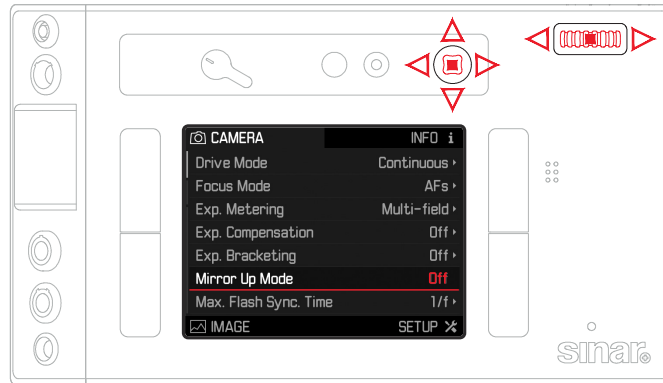 CAMERA INFO i
Drive Mode Continuous
Focus Mode AFs
Exp. Metering Multi-field
Exp. Compensation Off
Exp. Bracketing Off
Mirror Up Mode Off
Max. Flash Sync. Time 1/f
IMAGE SETUP
sinar